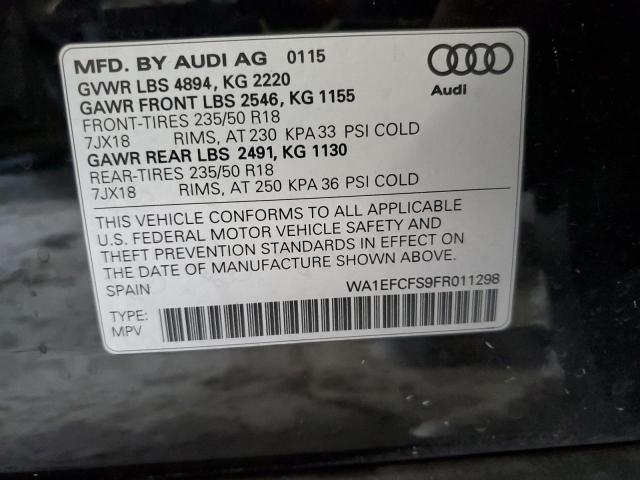 MFD. BY AUDI AG 0115
GVWR LBS 4894, KG 2220
GAWR FRONT LBS 2546, KG 1155
FRONT-TIRES 235/50 R18
7JX18 RIMS, AT 230 KPA 33 PSI COLD
GAWR REAR LBS 2491, KG 1130
REAR-TIRES 235/50 R18
7JX18 RIMS, AT 250 KPA 36 PSI COLD
Audi
THIS VEHICLE CONFORMS TO ALL APPLICABLE
U.S. FEDERAL MOTOR VEHICLE SAFETY AND
THEFT PREVENTION STANDARDS IN EFFECT ON
THE DATE OF MANUFACTURE SHOWN ABOVE.
SPAIN WA1EFCFS9FR011298
TYPE:
MPV